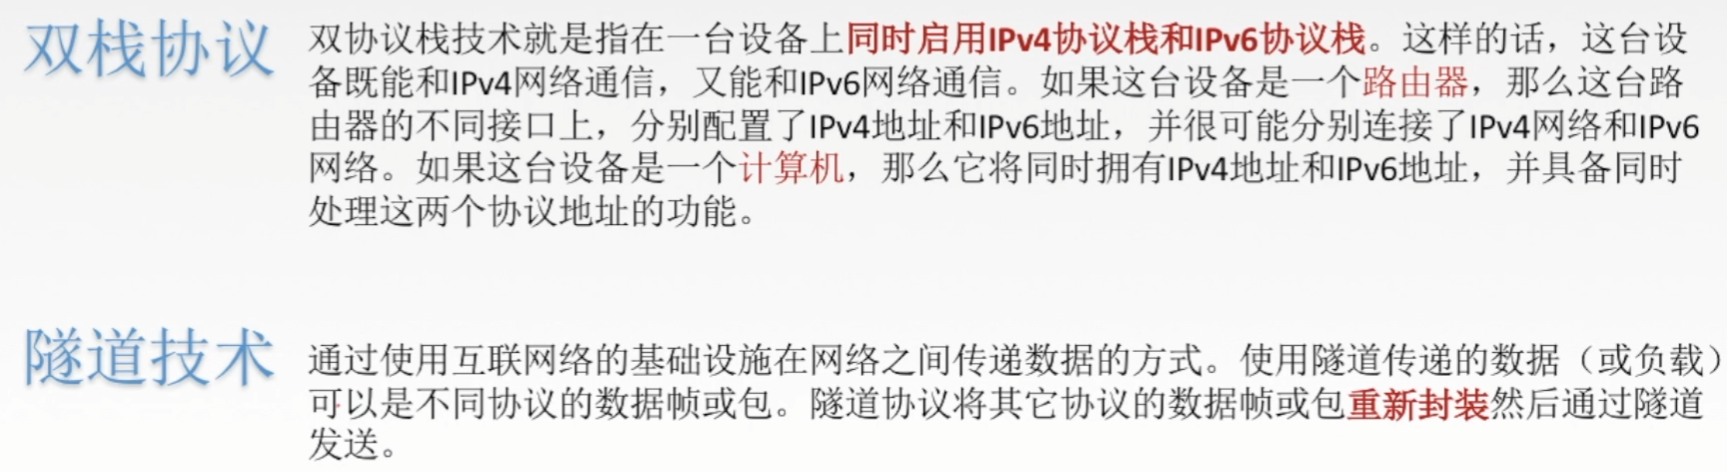 双栈协议
双协议栈技术就是指在一台设备上同时启用IPv4协议栈和IPv6协议栈。这样的话，这台设
备既能和IPv4网络通信，又能和IPv6网络通信。如果这台设备是一个路由器，那么这台路
由器的不同接口上，分别配置了IPv4地址和IPv6地址，并很可能分别连接了IPv4网络和IPv6
网络。如果这台设备是一个计算机，那么它将同时拥有IPv4地址和IPv6地址，并具备同时
处理这两个协议地址的功能。
隧道技术
通过使用互联网络的基础设施在网络之间传递数据的方式。使用隧道传递的数据（或负载）
可以是不同协议的数据帧或包。隧道协议将其它协议的数据帧或包重新封装然后通过隧道
发送。